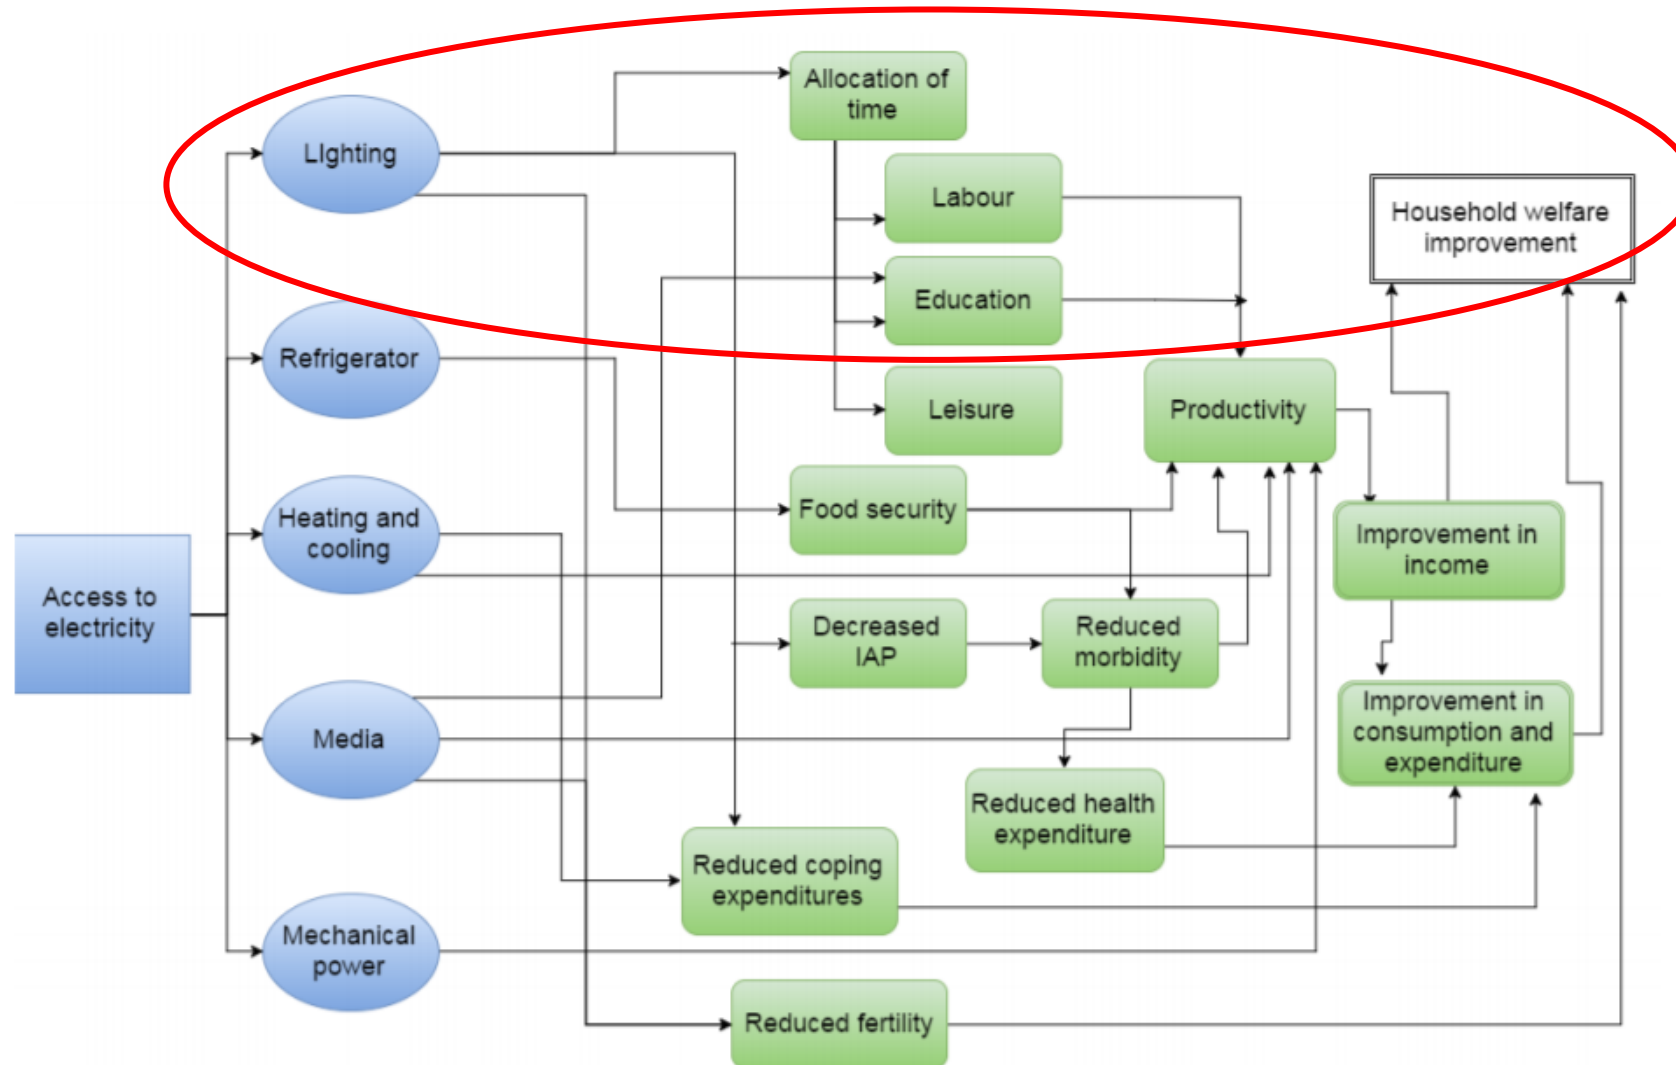 Allocation of
time
LIghting
Labour
Household welfare
improvement
Education
Refrigerator
Leisure
Productivity
Food security
Heating and
cooling
Improvement in
income
Access to
electricity
Decreased
IAP
Reduced
morbidity
Media
Improvement in
consumption and
expenditure
Reduced health
expenditure
Reduced coping
expenditures
Mechanical
power
Reduced fertility